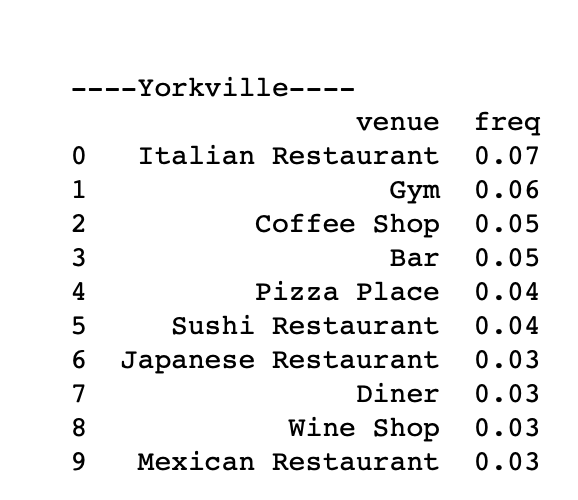 ----Yorkville----
venue freq
0 Italian Restaurant 0.07
1 Gym 0.06
2 Coffee Shop 0.05
3 Bar 0.05
4 Pizza Place 0.04
5 Sushi Restaurant 0.04
6 Japanese Restaurant 0.03
7 Diner 0.03
8 Wine Shop 0.03
9 Mexican Restaurant 0.03